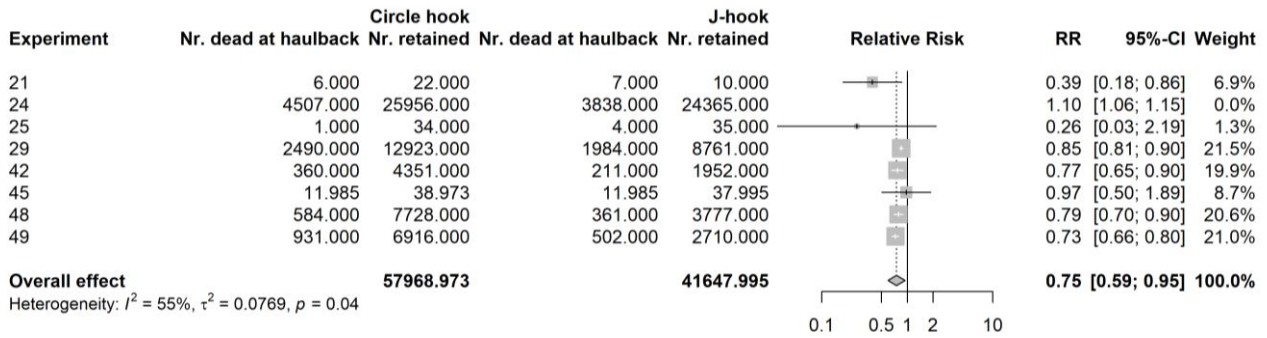 Circle hook J-hook
Experiment Nr. dead at haulback Nr. retained Nr. dead at haulback Nr. retained Relative Risk RR 95%-CI Weight
21 6.000 22.000 7.000 10.000 0.39 [0.18; 0.86] 6.9%
24 4507.000 25956.000 3838.000 24365.000 1.10 [1.06; 1.15] 0.0%
25 1.000 34.000 4.000 35.000 0.26 [0.03; 2.19] 1.3%
29 2490.000 12923.000 1984.000 8761.000 0.85 [0.81; 0.90] 21.5%
42 360.000 4351.000 211.000 1952.000 0.77 [0.65; 0.90] 19.9%
45 11.985 38.973 11.985 37.995 0.97 [0.50; 1.89] 8.7%
48 584.000 7728.000 361.000 3777.000 0.79 [0.70; 0.90] 20.6%
49 931.000 6916.000 502.000 2710.000 0.73 [0.66; 0.80] 21.0%
Overall effect 57968.973 41647.995 0.75 [0.59; 0.95] 100.0%
Heterogeneity: I² = 55%, τ² = 0.0769, p = 0.04
0.1 0.5 1 2 10